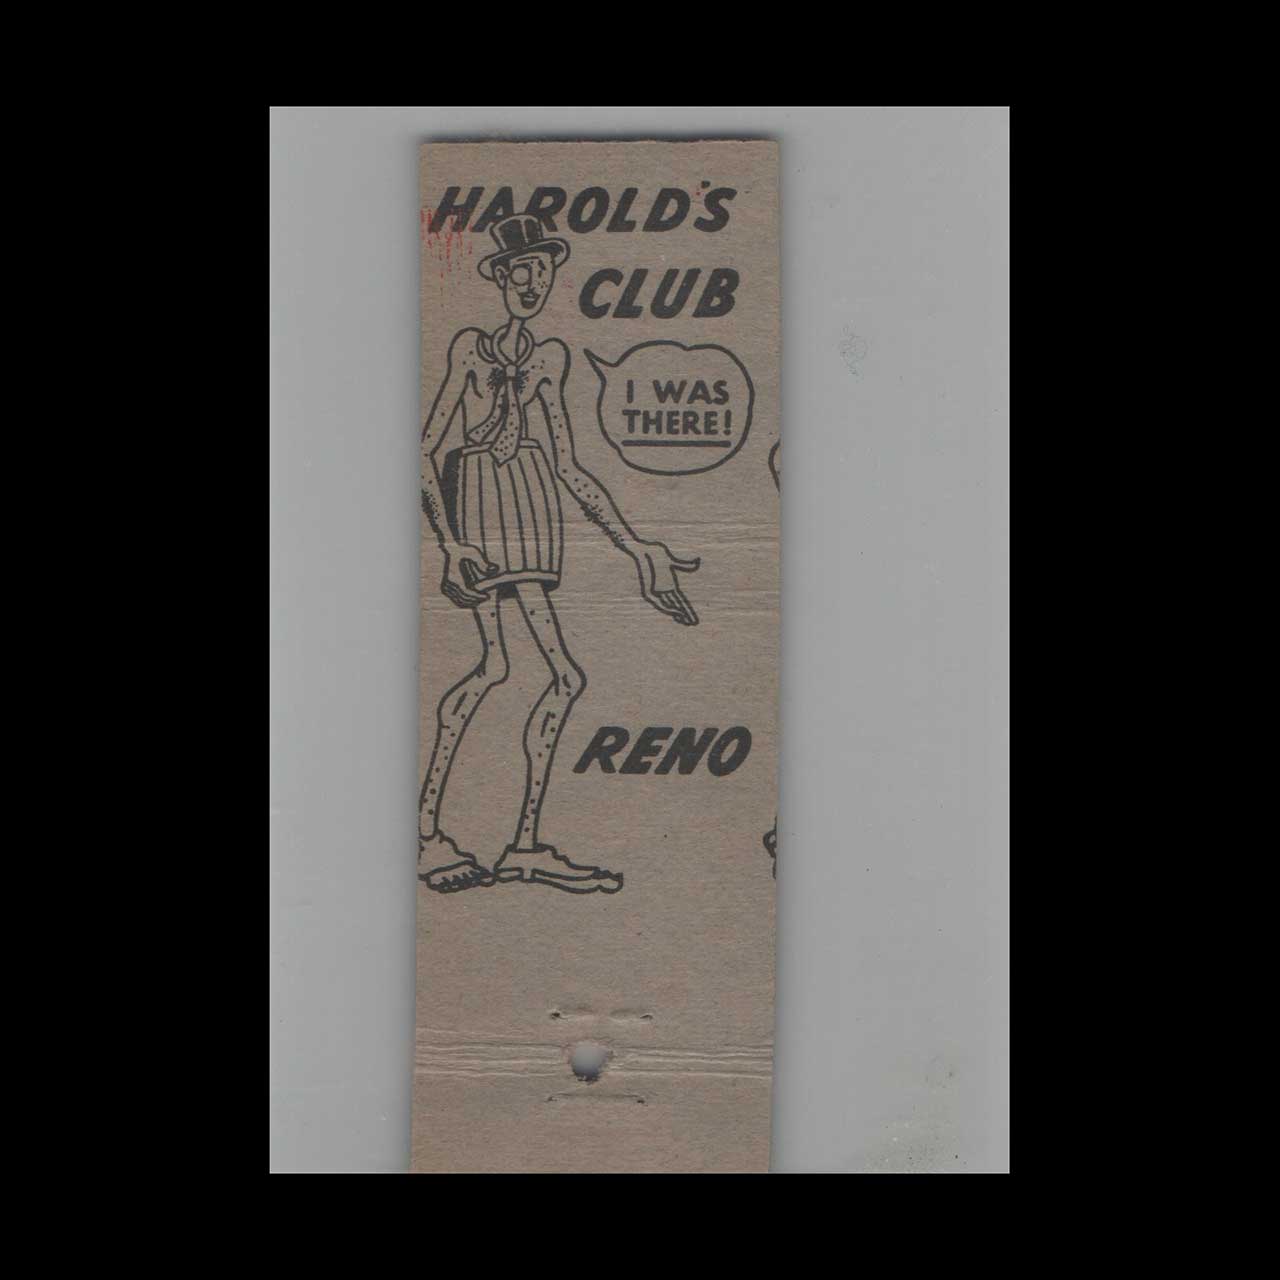 HAROLD'S
CLUB
I WAS
THERE!
RENO